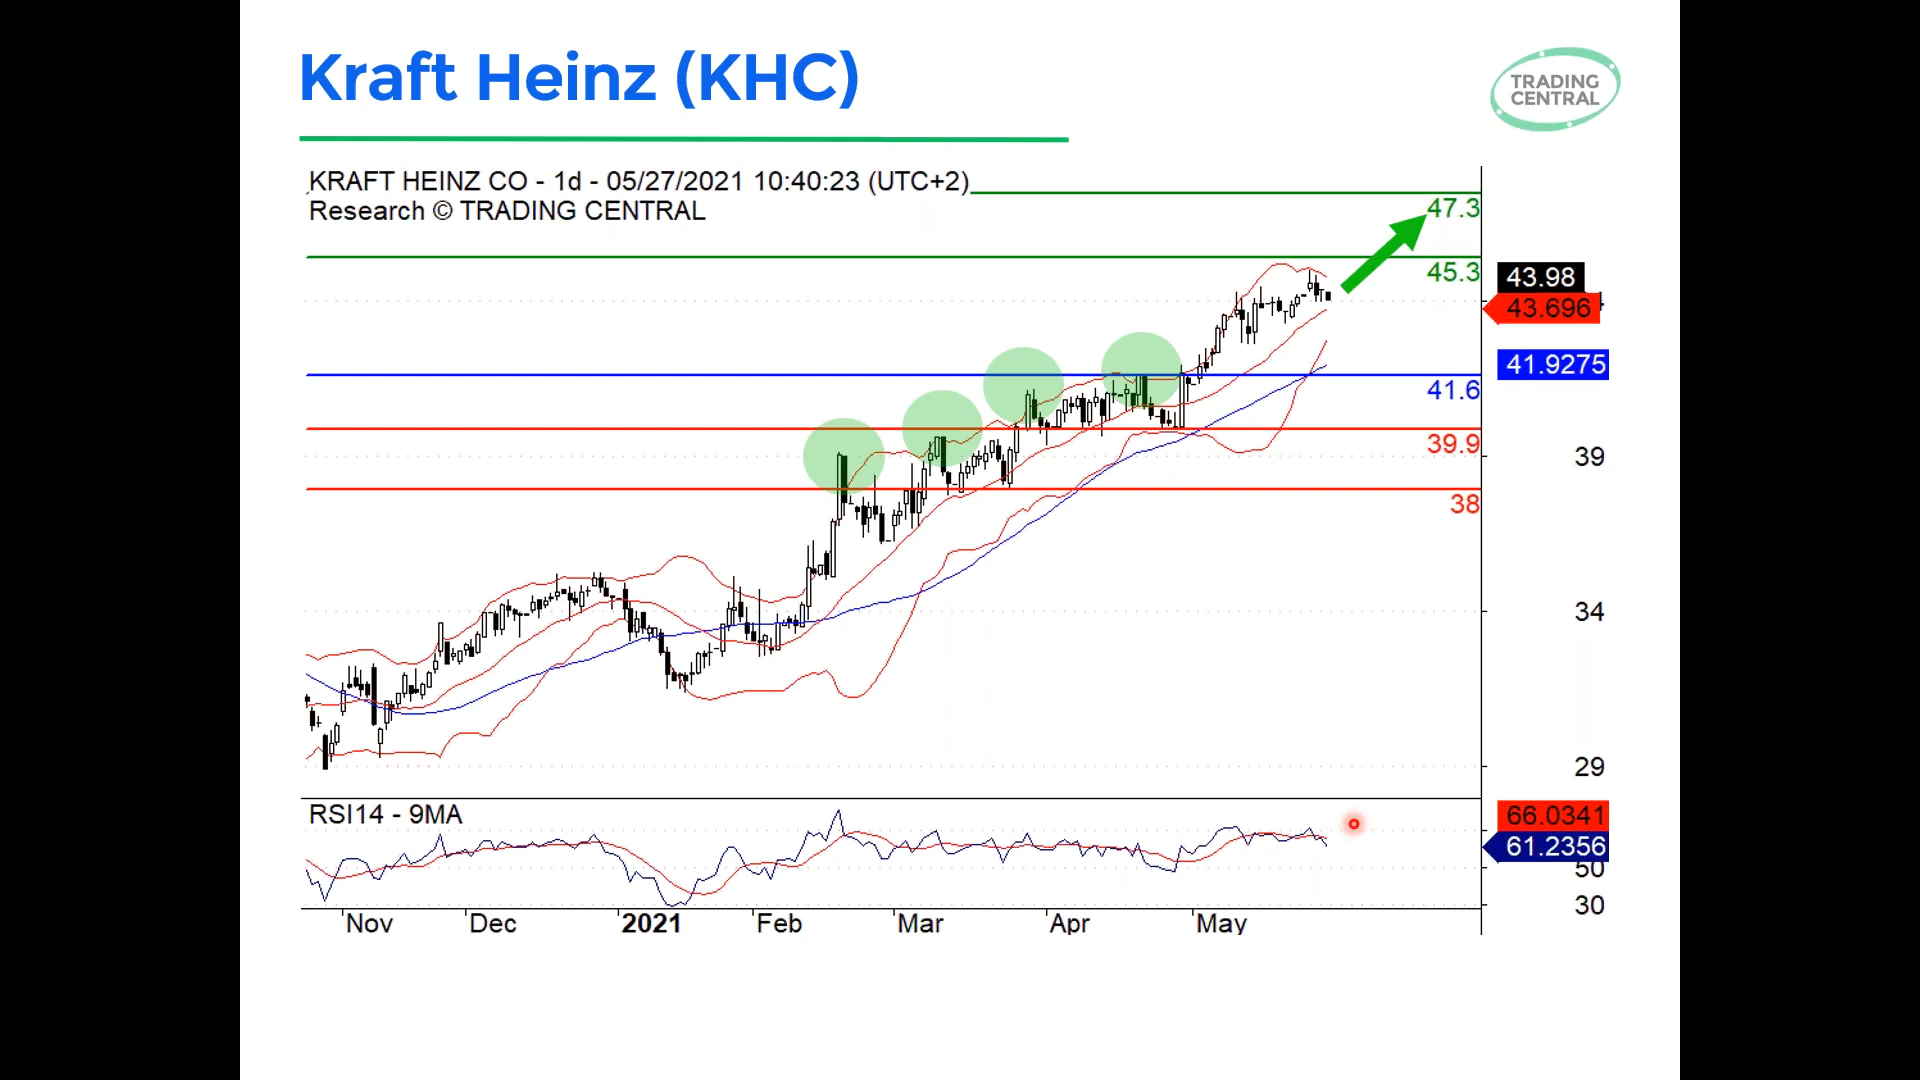 Kraft Heinz (KHC)
TRADING
CENTRAL
KRAFT HEINZ CO - 1d - 05/27/2021 10:40:23 (UTC+2)
Research © TRADING CENTRAL
47.3
45.3
43.98
43.696
41.9275
41.6
39.9
39
38
34
29
RSI14 - 9MA
66.0341
61.2356
50
30
Nov Dec 2021 Feb Mar Apr May